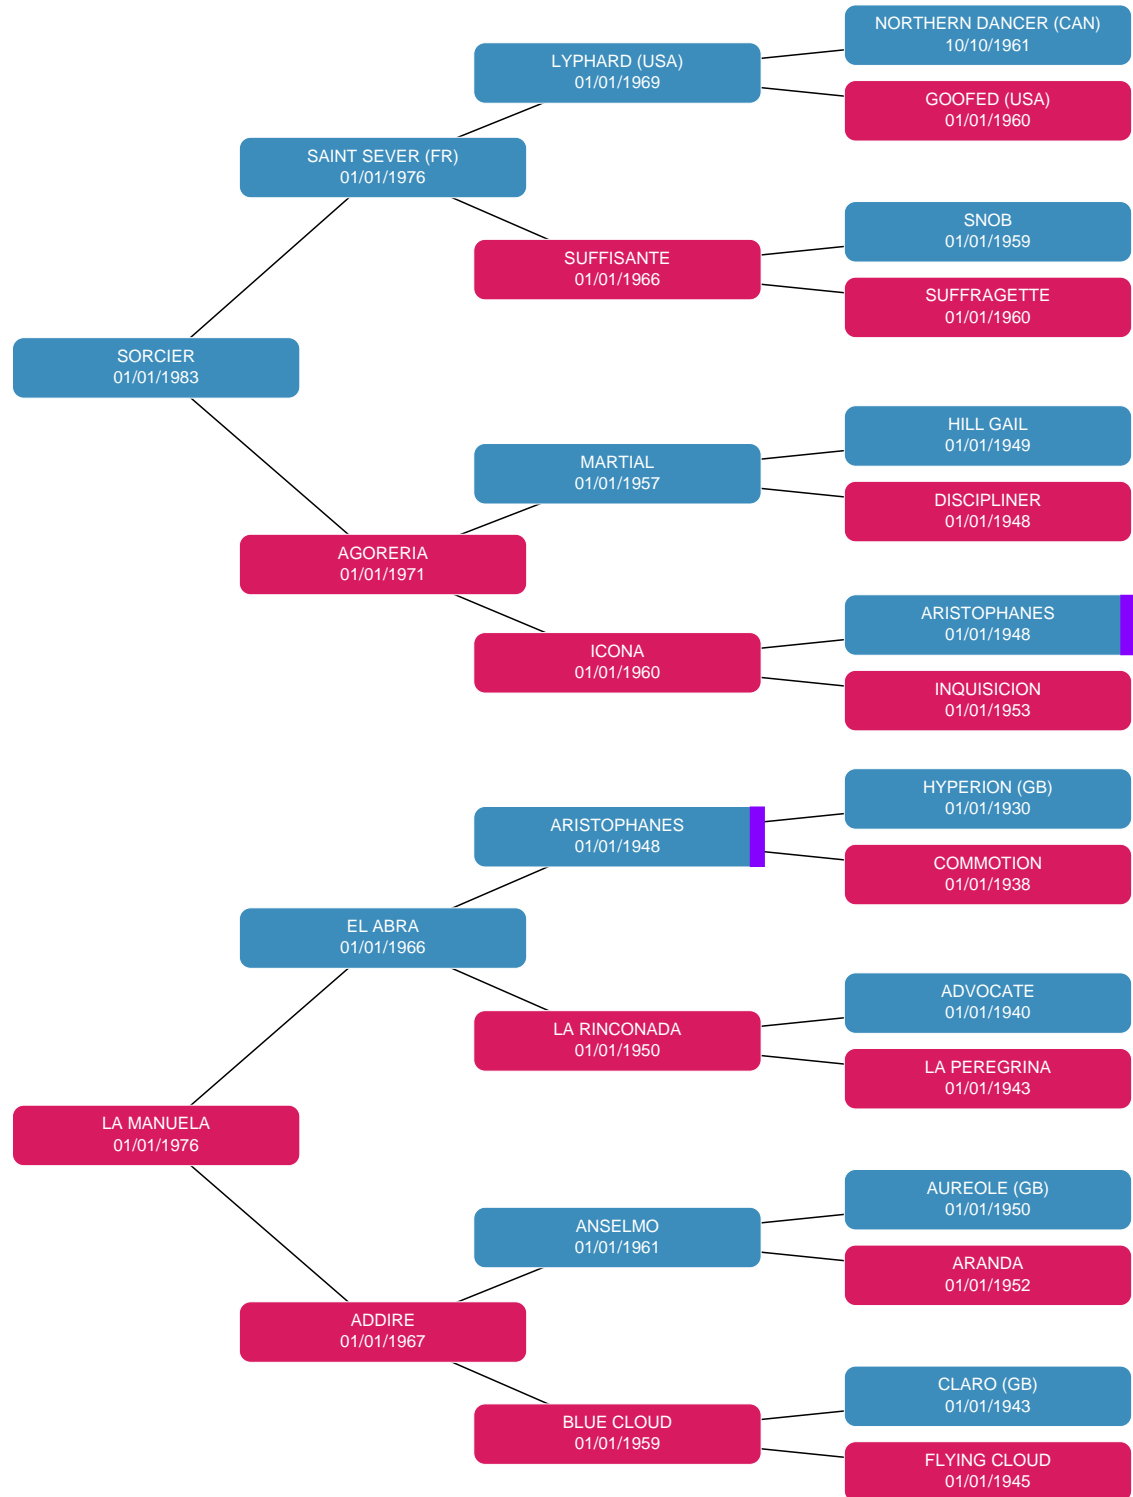 NORTHERN DANCER (CAN)
10/10/1961
LYPHARD (USA)
01/01/1969
GOOFED (USA)
01/01/1960
SAINT SEVER (FR)
01/01/1976
SNOB
01/01/1959
SUFFISANTE
01/01/1966
SUFFRAGETTE
01/01/1960
SORCIER
01/01/1983
HILL GAIL
01/01/1949
MARTIAL
01/01/1957
DISCIPLINER
01/01/1948
AGORERIA
01/01/1971
ARISTOPHANES
01/01/1948
ICONA
01/01/1960
INQUISICION
01/01/1953
HYPERION (GB)
01/01/1930
ARISTOPHANES
01/01/1948
COMMOTION
01/01/1938
EL ABRA
01/01/1966
ADVOCATE
01/01/1940
LA RINCONADA
01/01/1950
LA PEREGRINA
01/01/1943
LA MANUELA
01/01/1976
AUREOLE (GB)
01/01/1950
ANSELMO
01/01/1961
ARANDA
01/01/1952
ADDIRE
01/01/1967
CLARO (GB)
01/01/1943
BLUE CLOUD
01/01/1959
FLYING CLOUD
01/01/1945